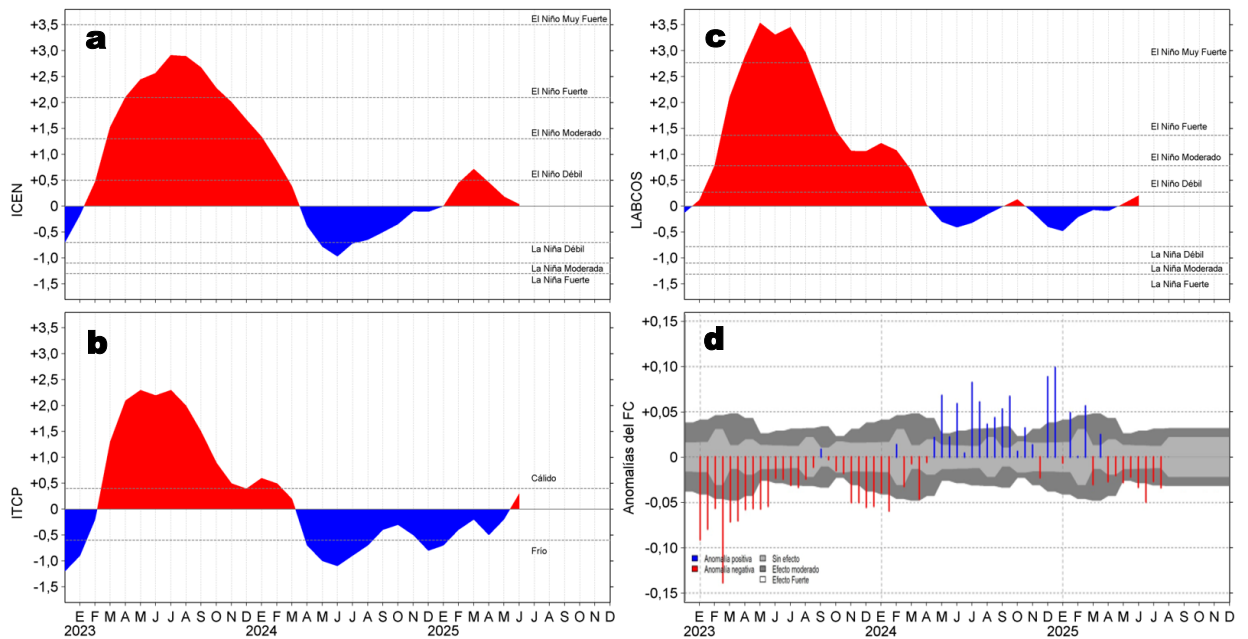 a
+3,5
+3,0
+2,5
+2,0
+1,5
+1,0
+0,5
0
-0,5
-1,0
-1,5
ICEN
El Niño Muy Fuerte
El Niño Fuerte
El Niño Moderado
El Niño Débil
La Niña Débil
La Niña Moderada
La Niña Fuerte
c
+3,5
+3,0
+2,5
+2,0
+1,5
+1,0
+0,5
0
-0,5
-1,0
-1,5
LABCOS
El Niño Muy Fuerte
El Niño Fuerte
El Niño Moderado
El Niño Débil
La Niña Débil
La Niña Moderada
La Niña Fuerte
b
+3,5
+3,0
+2,5
+2,0
+1,5
+1,0
+0,5
0
-0,5
-1,0
-1,5
ITCP
Cálido
Frio
E F M A M J J A S O N D E F M A M J J A S O N D E F M A M J J A S O N D
2023 2024 2025
d
+0,15
+0,10
+0,05
0
-0,05
-0,10
-0,15
Anomalías del FC
Anomalía positiva
Anomalía negativa
Sin efecto
Efecto moderado
Efecto Fuerte
E F M A M J J A S O N D E F M A M J J A S O N D E F M A M J J A S O N D
2023 2024 2025